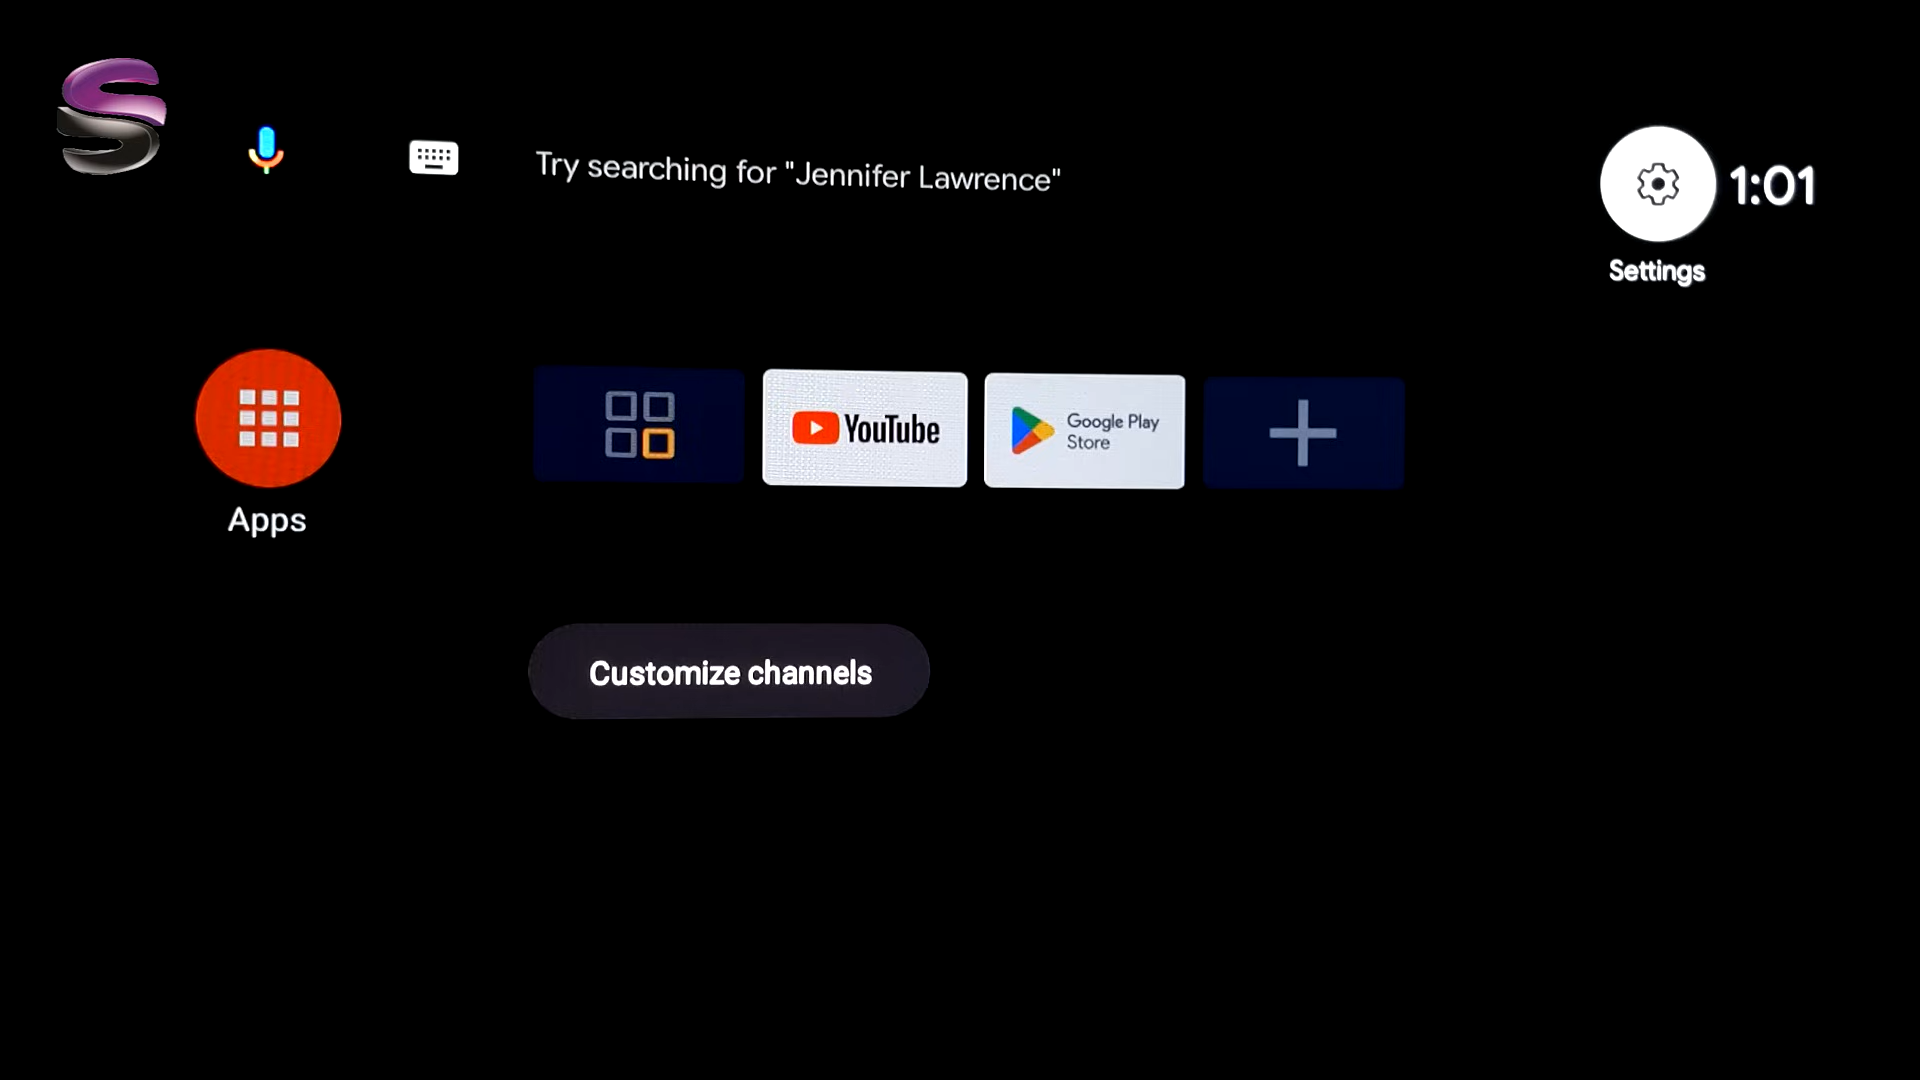 Try searching for "Jennifer Lawrence"
1:01
Settings
YouTube
Google Play
Store
Apps
Customize channels